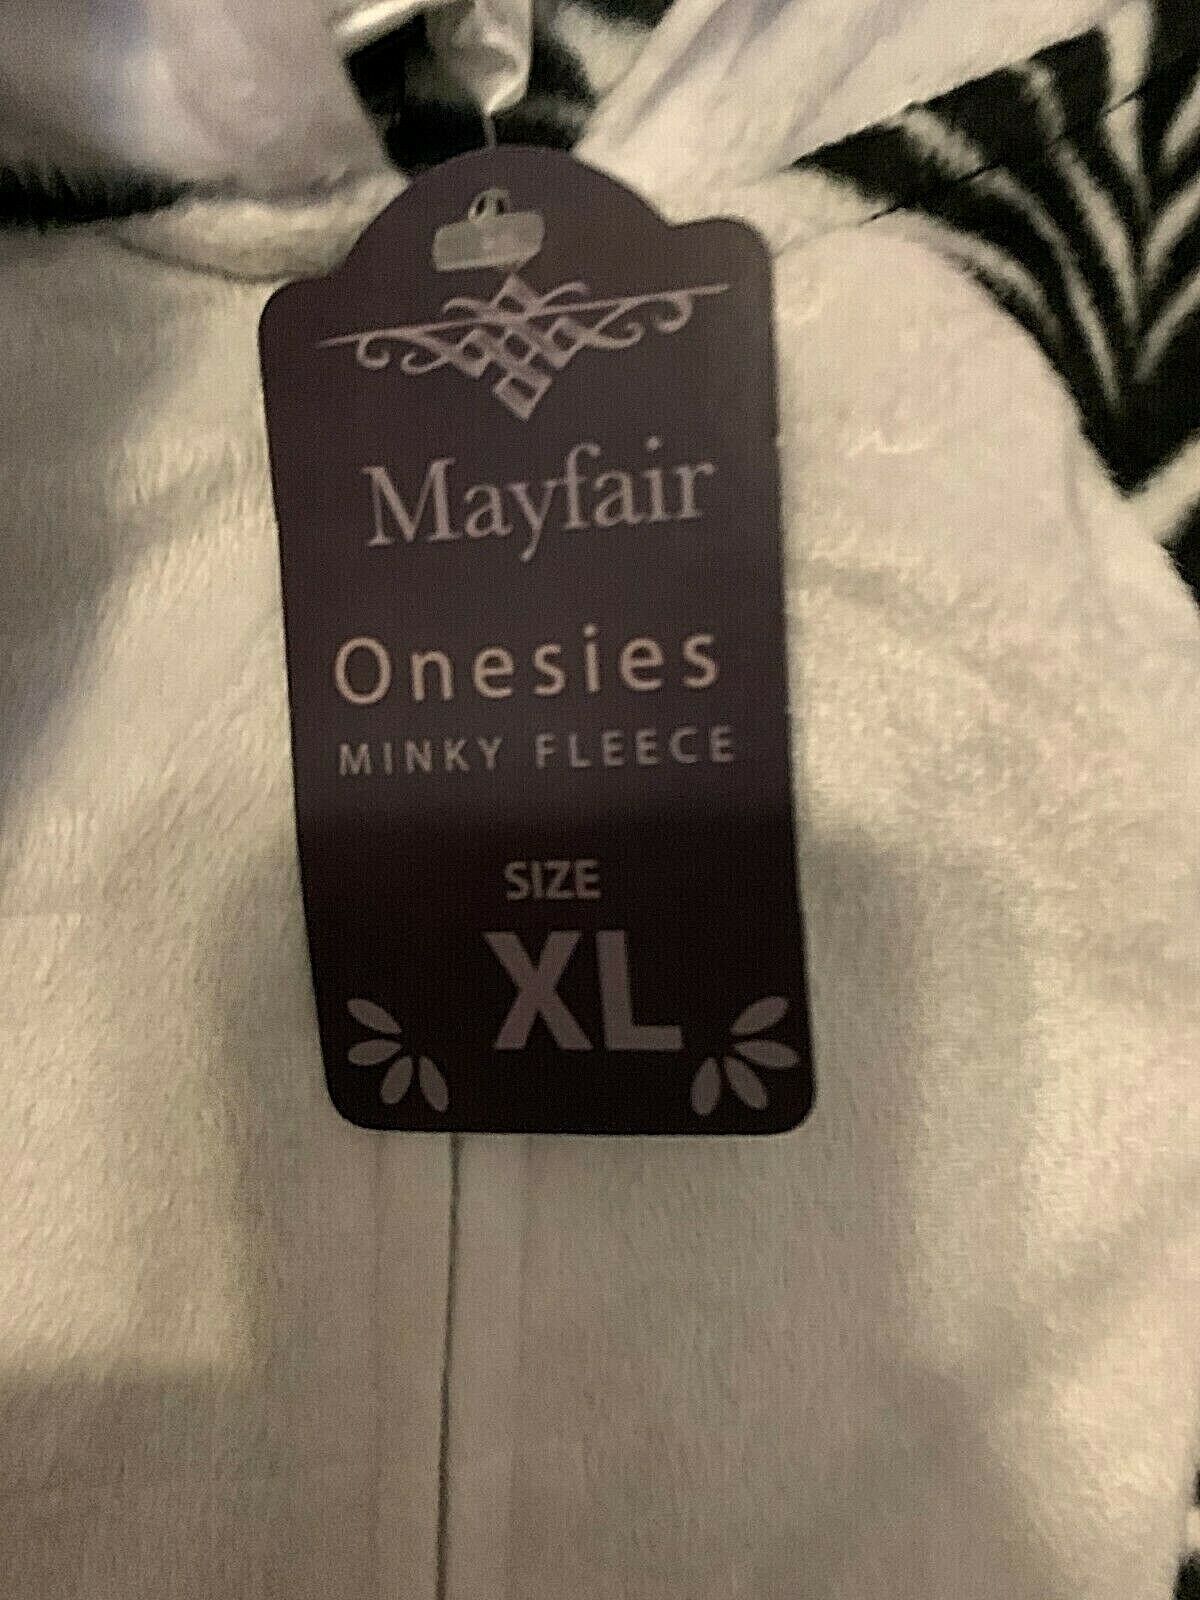 Mayfair
Onesies
MINKY FLEECE
SIZE
XL